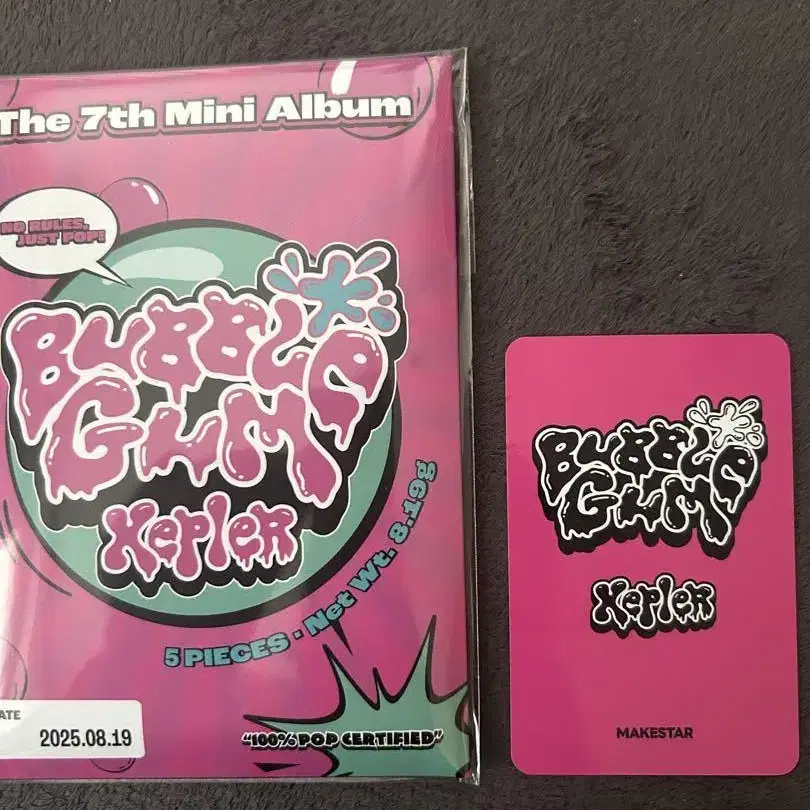 The 7th Mini Album
NO RULES,
JUST POP!
BUBBLE
GUM
Kep1er
5 PIECES · Net Wt. 8.19g
ATE
2025.08.19
"100% POP CERTIFIED"
BUBBLE
GUM
Kep1er
MAKESTAR